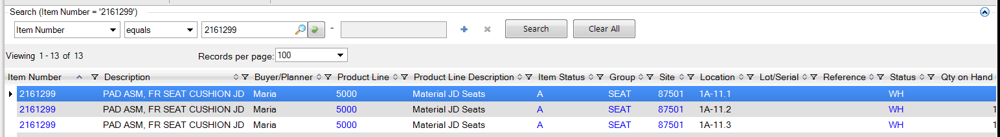 Search (Item Number = '2161299')
Item Number equals 2161299 - Search Clear All
Viewing 1 - 13 of 13 Records per page: 100
Item Number Description Buyer/Planner Product Line Product Line Description Item Status Group Site Location Lot/Serial Reference Status Qty on Hand
2161299 PAD ASM, FR SEAT CUSHION JD Maria 5000 Material JD Seats A SEAT 87501 1A-11.1 WH
2161299 PAD ASM, FR SEAT CUSHION JD Maria 5000 Material JD Seats A SEAT 87501 1A-11.2 WH 1
2161299 PAD ASM, FR SEAT CUSHION JD Maria 5000 Material JD Seats A SEAT 87501 1A-11.3 WH 1